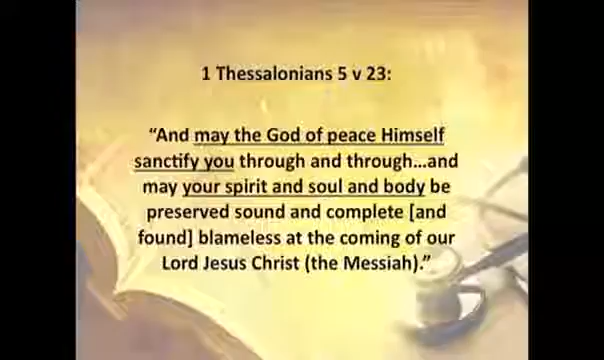 1 Thessalonians 5 v 23:
“And may the God of peace Himself
sanctify you through and through...and
may your spirit and soul and body be
preserved sound and complete [and
found] blameless at the coming of our
Lord Jesus Christ (the Messiah).”